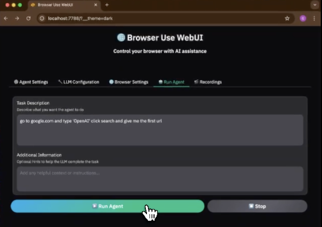 Browser Use WebUI
localhost:7788/?__theme=dark
Browser Use WebUI
Control your browser with AI assistance
Agent Settings
LLM Configuration
Browser Settings
Run Agent
Recordings
Task Description
Describe what you want the agent to do
go to google.com and type 'OpenAI' click search and give me the first url
Additional Information
Optional hints to help the LLM complete the task
Add any helpful context or instructions...
Run Agent
Stop